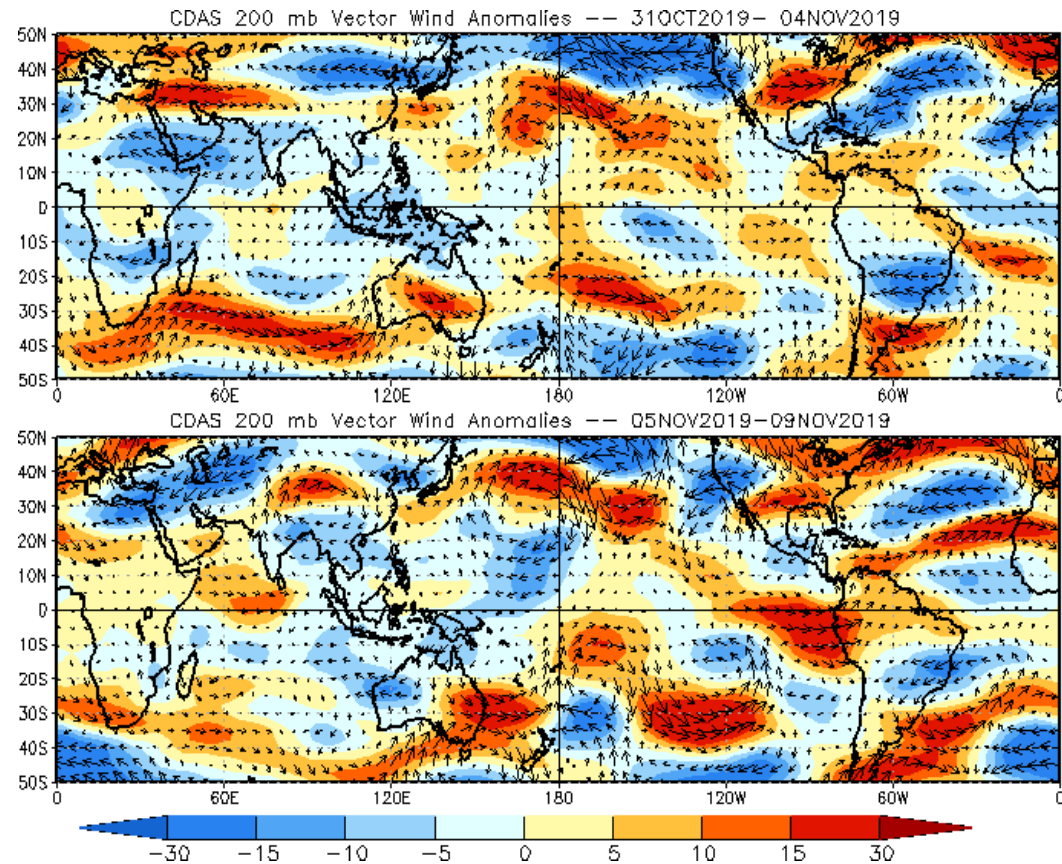 CDAS 200 mb Vector Wind Anomalies -- 31OCT2019- 04NOV2019
50N
40N
30N
20N
10N
0
10S
20S
30S
40S
50S
0 60E 120E 180 120W 60W 0
CDAS 200 mb Vector Wind Anomalies -- 05NOV2019-09NOV2019
50N
40N
30N
20N
10N
0
10S
20S
30S
40S
50S
0 60E 120E 180 120W 60W 0
-30 -15 -10 -5 0 5 10 15 30